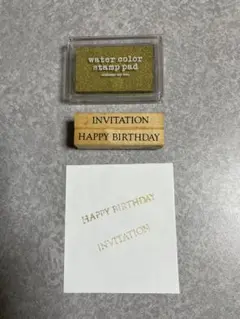 water color
stamp pad
INVITATION
HAPPY BIRTHDAY
HAPPY BIRTHDAY
INVITATION